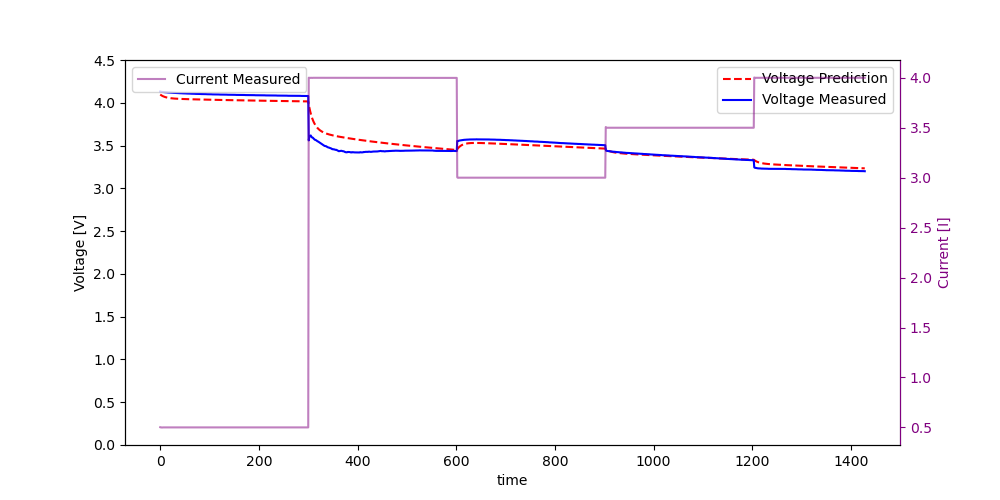 4.5
4.0
3.5
3.0
2.5
2.0
1.5
1.0
0.5
0.0
Voltage [V]
Current Measured
Voltage Prediction
Voltage Measured
4.0
3.5
3.0
2.5
2.0
1.5
1.0
0.5
Current [I]
0 200 400 600 800 1000 1200 1400
time